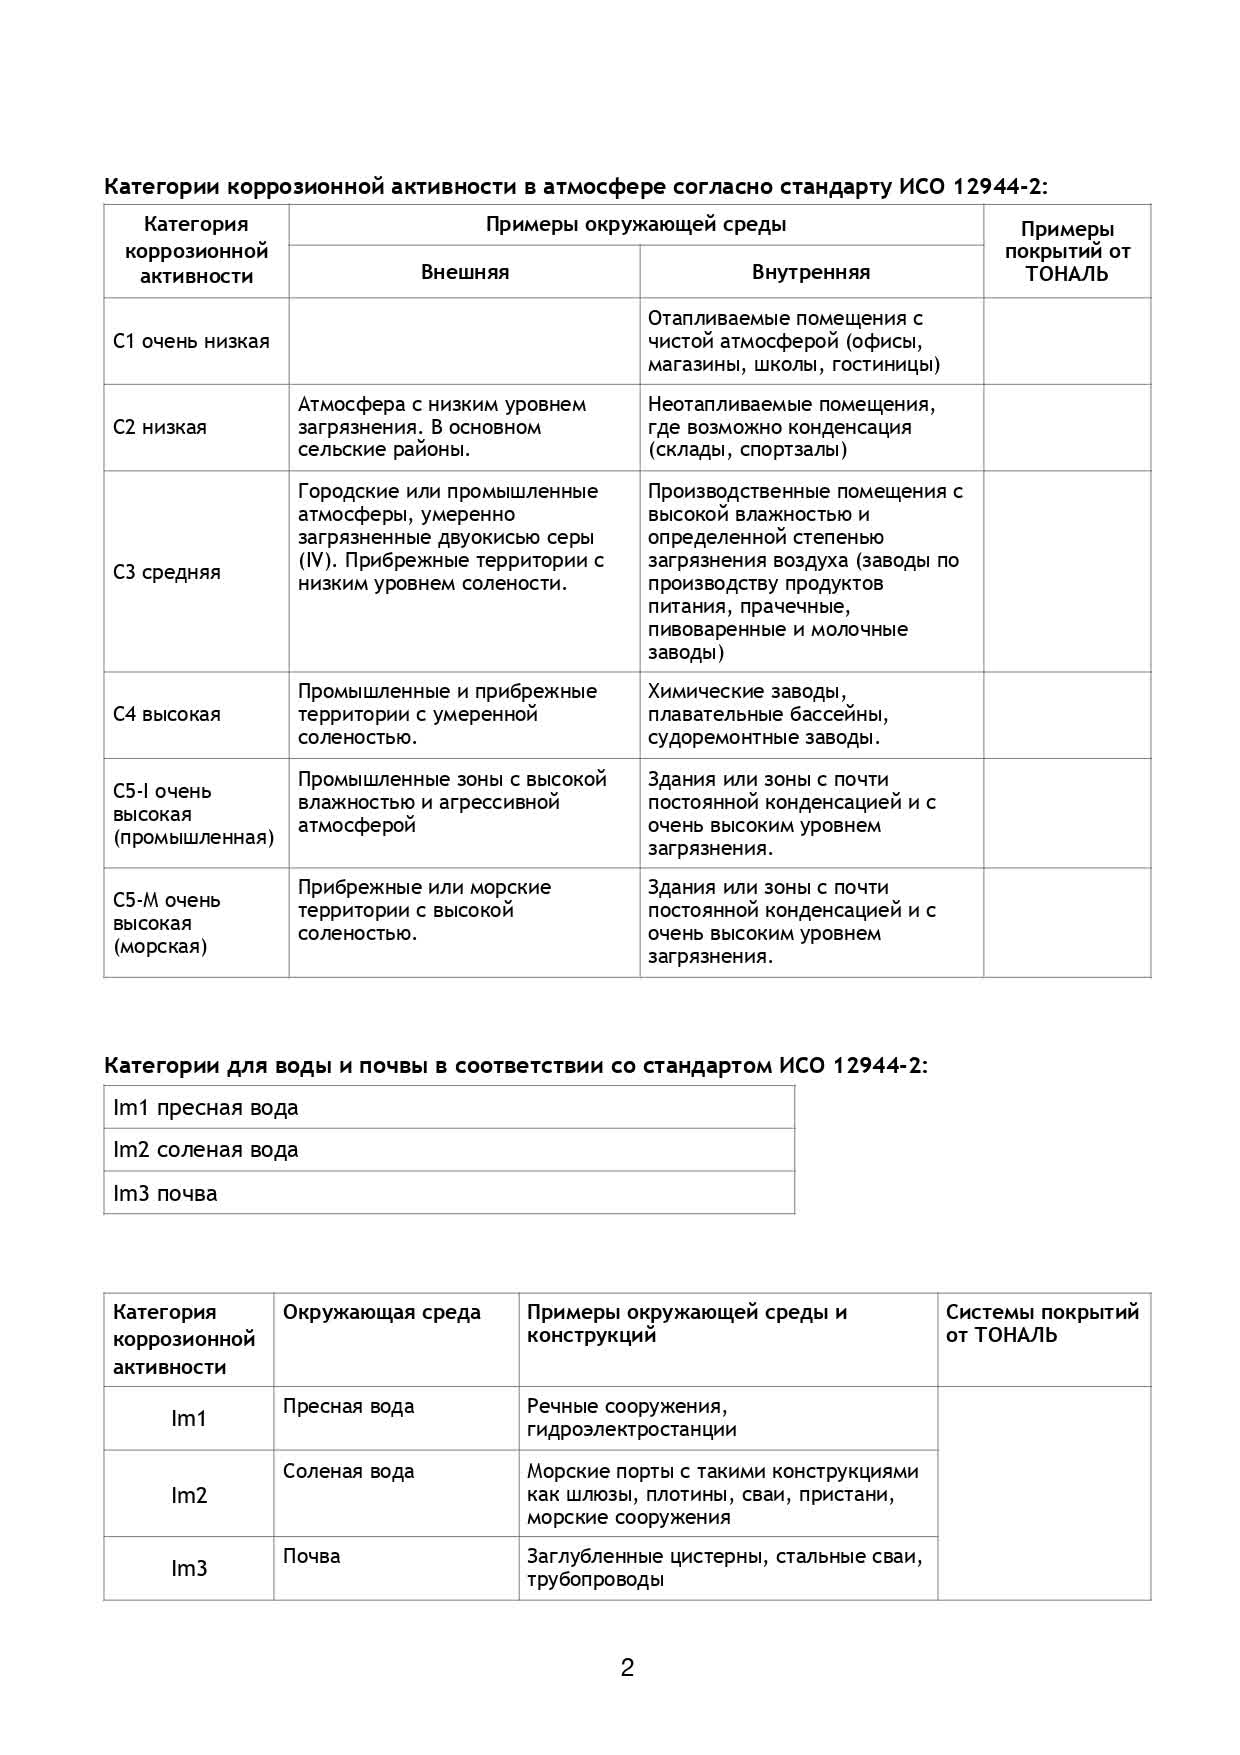 Категории коррозионной активности в атмосфере согласно стандарту ИСО 12944-2:
Категория
коррозионной
активности
Примеры окружающей среды
Примеры
покрытий от
ТОНАЛЬ
Внешняя
Внутренняя
С1 очень низкая
Отапливаемые помещения с
чистой атмосферой (офисы,
магазины, школы, гостиницы)
С2 низкая
Атмосфера с низким уровнем
загрязнения. В основном
сельские районы.
Неотапливаемые помещения,
где возможно конденсация
(склады, спортзалы)
С3 средняя
Городские или промышленные
атмосферы, умеренно
загрязненные двуокисью серы
(IV). Прибрежные территории с
низким уровнем солености.
Производственные помещения с
высокой влажностью и
определенной степенью
загрязнения воздуха (заводы по
производству продуктов
питания, прачечные,
пивоваренные и молочные
заводы)
С4 высокая
Промышленные и прибрежные
территории с умеренной
соленостью.
Химические заводы,
плавательные бассейны,
судоремонтные заводы.
С5-I очень
высокая
(промышленная)
Промышленные зоны с высокой
влажностью и агрессивной
атмосферой
Здания или зоны с почти
постоянной конденсацией и с
очень высоким уровнем
загрязнения.
С5-М очень
высокая
(морская)
Прибрежные или морские
территории с высокой
соленостью.
Здания или зоны с почти
постоянной конденсацией и с
очень высоким уровнем
загрязнения.
Категории для воды и почвы в соответствии со стандартом ИСО 12944-2:
Im1 пресная вода
Im2 соленая вода
Im3 почва
Категория
коррозионной
активности
Окружающая среда
Примеры окружающей среды и
конструкций
Системы покрытий
от ТОНАЛЬ
Im1
Пресная вода
Речные сооружения,
гидроэлектростанции
Im2
Соленая вода
Морские порты с такими конструкциями
как шлюзы, плотины, сваи, пристани,
морские сооружения
Im3
Почва
Заглубленные цистерны, стальные сваи,
трубопроводы
2